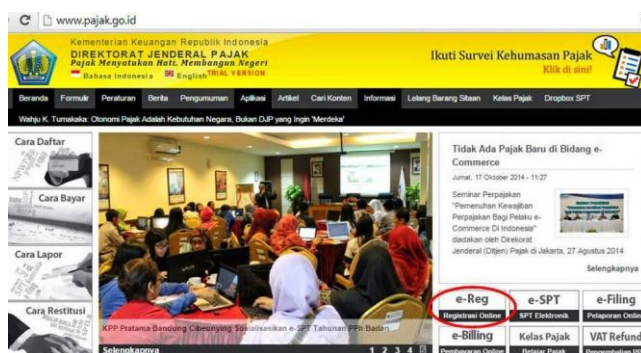 www.pajak.go.id
Kementerian Keuangan Republik Indonesia
DIREKTORAT JENDERAL PAJAK
Pajak Menyatukan Hati, Membangun Negeri
Bahasa Indonesia English TRIAL VERSION
Ikuti Survei Kehumasan Pajak
Klik di sini!
Beranda Formulir Peraturan Berita Pengumuman Aplikasi Artikel Cari Konten Informasi Lelang Barang Sitaan Kelas Pajak Dropbox SPT
Wahju K. Tumakaka: Otonomi Pajak Adalah Kebutuhan Negara, Bukan DJP yang Ingin 'Merdeka'
Cara Daftar
Cara Bayar
Cara Lapor
Cara Restitusi
KPP Pratama Bandung Cibeunying Sosialisasikan e-SPT Tahunan PPh Badan
Selengkapnya
1 2 3 4
Tidak Ada Pajak Baru di Bidang e-
Commerce
Jumat, 17 Oktober 2014 - 11:27
Seminar Perpajakan
"Pemenuhan Kewajiban
Perpajakan Bagi Pelaku e-
Commerce Di Indonesia"
diadakan oleh Direkorat
Jenderal (Ditjen) Pajak di Jakarta, 27 Agustus 2014
Selengkapnya
e-Reg
Registrasi Online
e-SPT
SPT Elektronik
e-Filing
Pelaporan Online
e-Billing
Pembayaran Online
Kelas Pajak
Belajar Pajak
VAT Refund